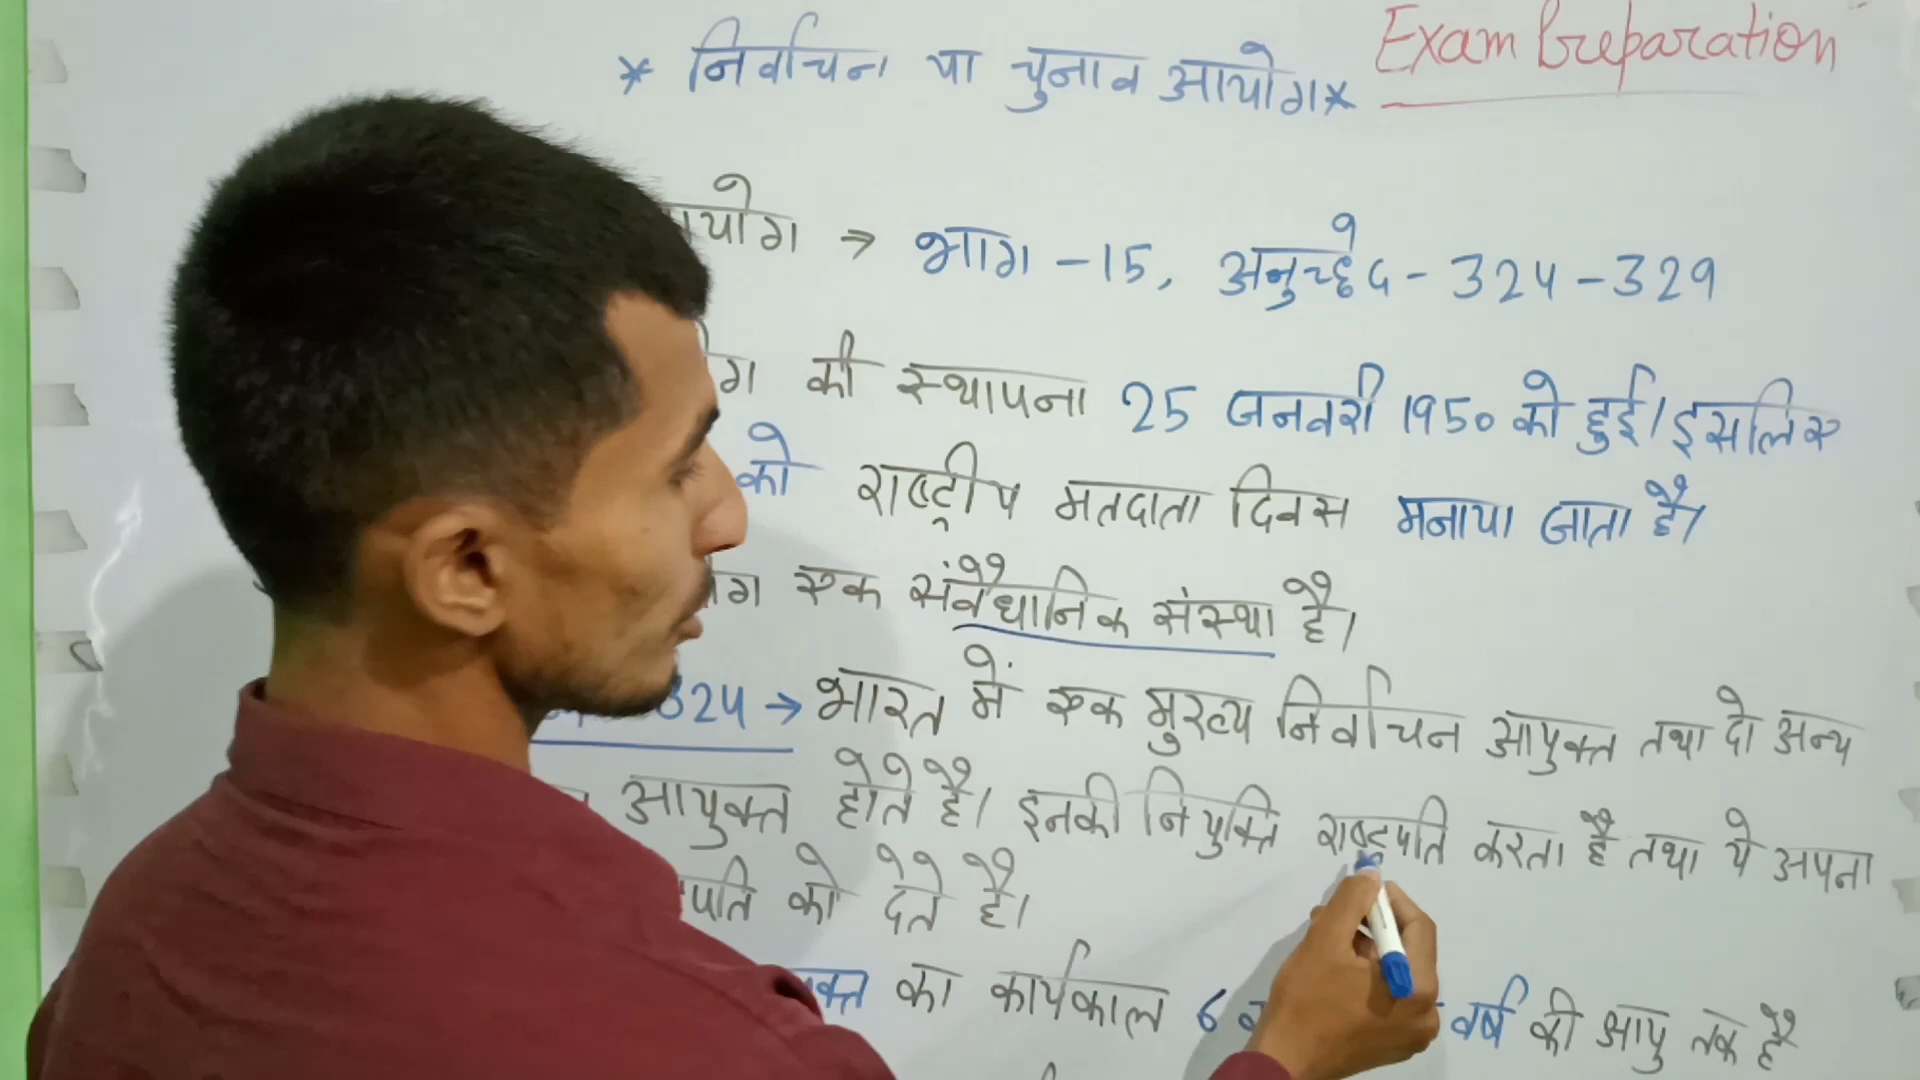 * निर्वाचन या चुनाव आयोग *
Exam Preparation
योग → भाग - 15, अनुच्छेद - 324 - 329
ग की स्थापना 25 जनवरी 1950 को हुई। इसलिए
को राष्ट्रीय मतदाता दिवस मनाया जाता है।
ग एक संवैधानिक संस्था है।
324 → भारत में एक मुख्य निर्वाचन आयुक्त तथा दो अन्य
आयुक्त होते है। इनकी नियुक्ति राष्ट्रपति करता है तथा ये अपना
पति को देते है।
क्त का कार्यकाल 6 व वर्ष की आयु तक है